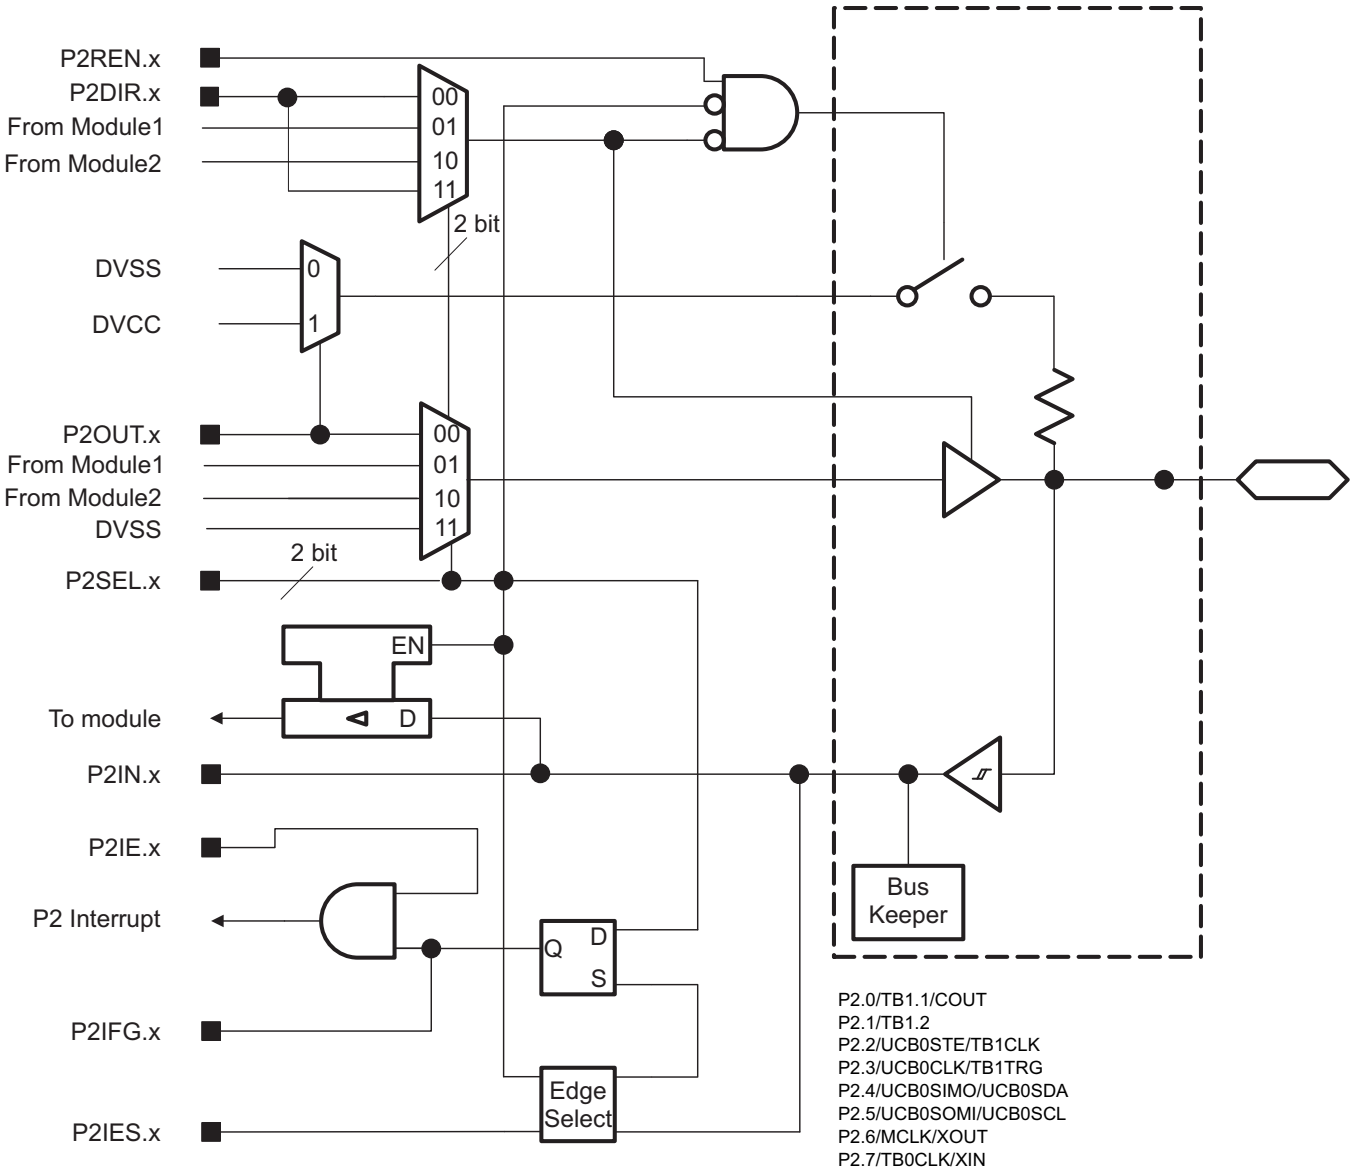 P2REN.x
P2DIR.x
From Module1
From Module2
00
01
10
11
2 bit
DVSS
DVCC
0
1
P2OUT.x
From Module1
From Module2
DVSS
00
01
10
11
2 bit
P2SEL.x
EN
To module
D
P2IN.x
P2IE.x
P2 Interrupt
Q
D
S
Bus
Keeper
P2IFG.x
P2IES.x
Edge
Select
P2.0/TB1.1/COUT
P2.1/TB1.2
P2.2/UCB0STE/TB1CLK
P2.3/UCB0CLK/TB1TRG
P2.4/UCB0SIMO/UCB0SDA
P2.5/UCB0SOMI/UCB0SCL
P2.6/MCLK/XOUT
P2.7/TB0CLK/XIN